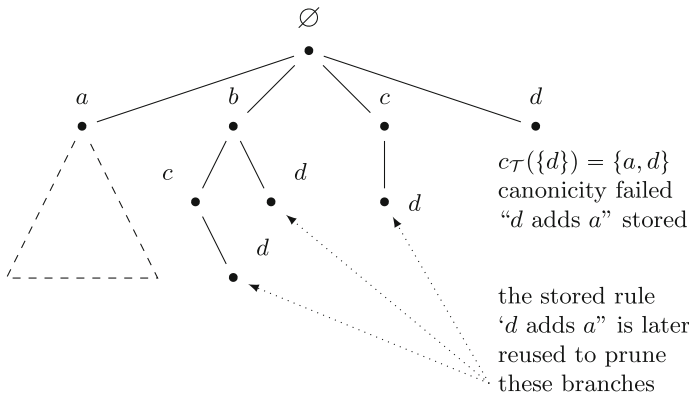 ∅
a b c d
c d d
d
c_𝒯({d}) = {a, d}
canonicity failed
“d adds a” stored
the stored rule
‘d adds a” is later
reused to prune
these branches